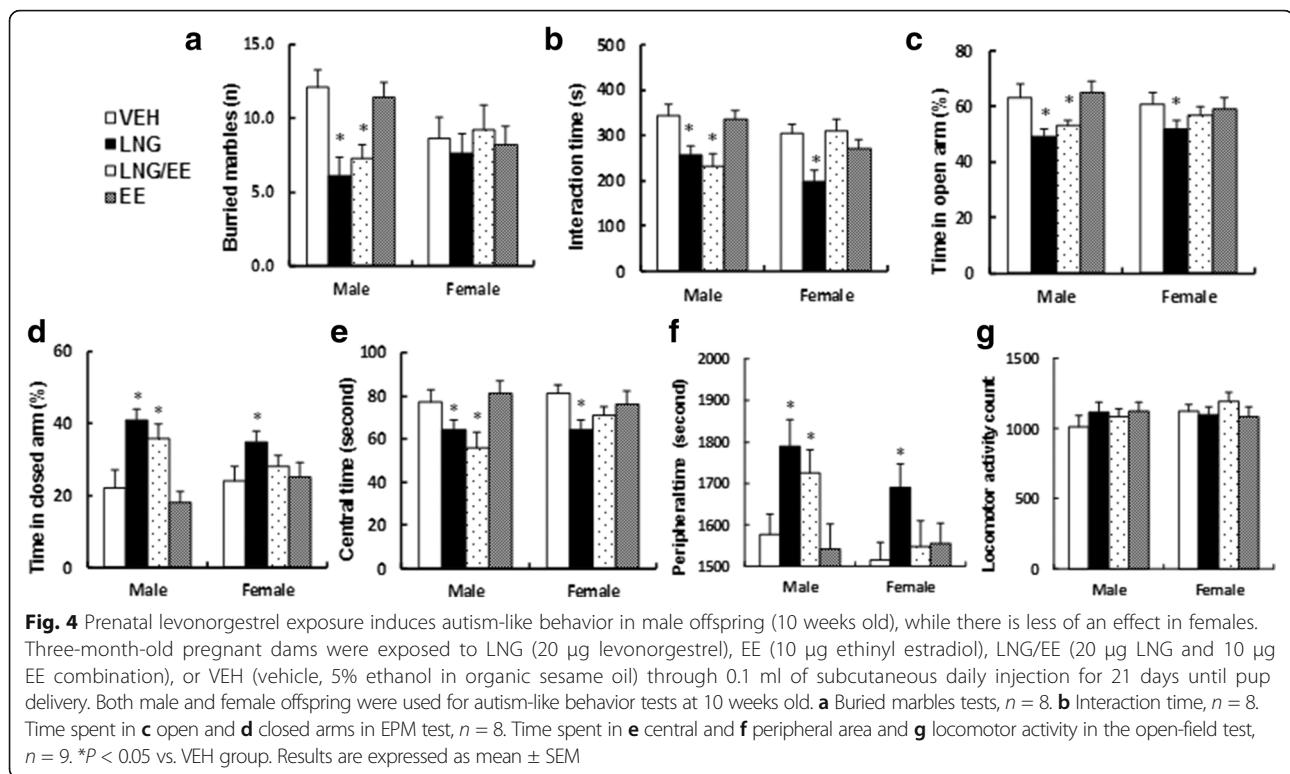 a
b
c
VEH
LNG
LNG/EE
EE
Burried marbles (n)
15.0
10.0
5.0
0.0
*
*
Male
Female
Interaction time (s)
500
400
300
200
100
0
*
*
*
Male
Female
Time in open arm (%)
80
60
40
20
0
*
*
*
Male
Female
d
e
f
g
Time in closed arm (%)
60
40
20
0
*
*
*
Male
Female
Central time (second)
100
80
60
40
20
0
*
*
*
Male
Female
Peripheral time (second)
2000
1900
1800
1700
1600
1500
*
*
*
Male
Female
Locomotor activity count
1500
1000
500
0
Male
Female
Fig. 4 Prenatal levonorgestrel exposure induces autism-like behavior in male offspring (10 weeks old), while there is less of an effect in females.
Three-month-old pregnant dams were exposed to LNG (20 μg levonorgestrel), EE (10 μg ethinyl estradiol), LNG/EE (20 μg LNG and 10 μg
EE combination), or VEH (vehicle, 5% ethanol in organic sesame oil) through 0.1 ml of subcutaneous daily injection for 21 days until pup
delivery. Both male and female offspring were used for autism-like behavior tests at 10 weeks old. a Buried marbles tests, n = 8. b Interaction time, n = 8.
Time spent in c open and d closed arms in EPM test, n = 8. Time spent in e central and f peripheral area and g locomotor activity in the open-field test,
n = 9. *P < 0.05 vs. VEH group. Results are expressed as mean ± SEM